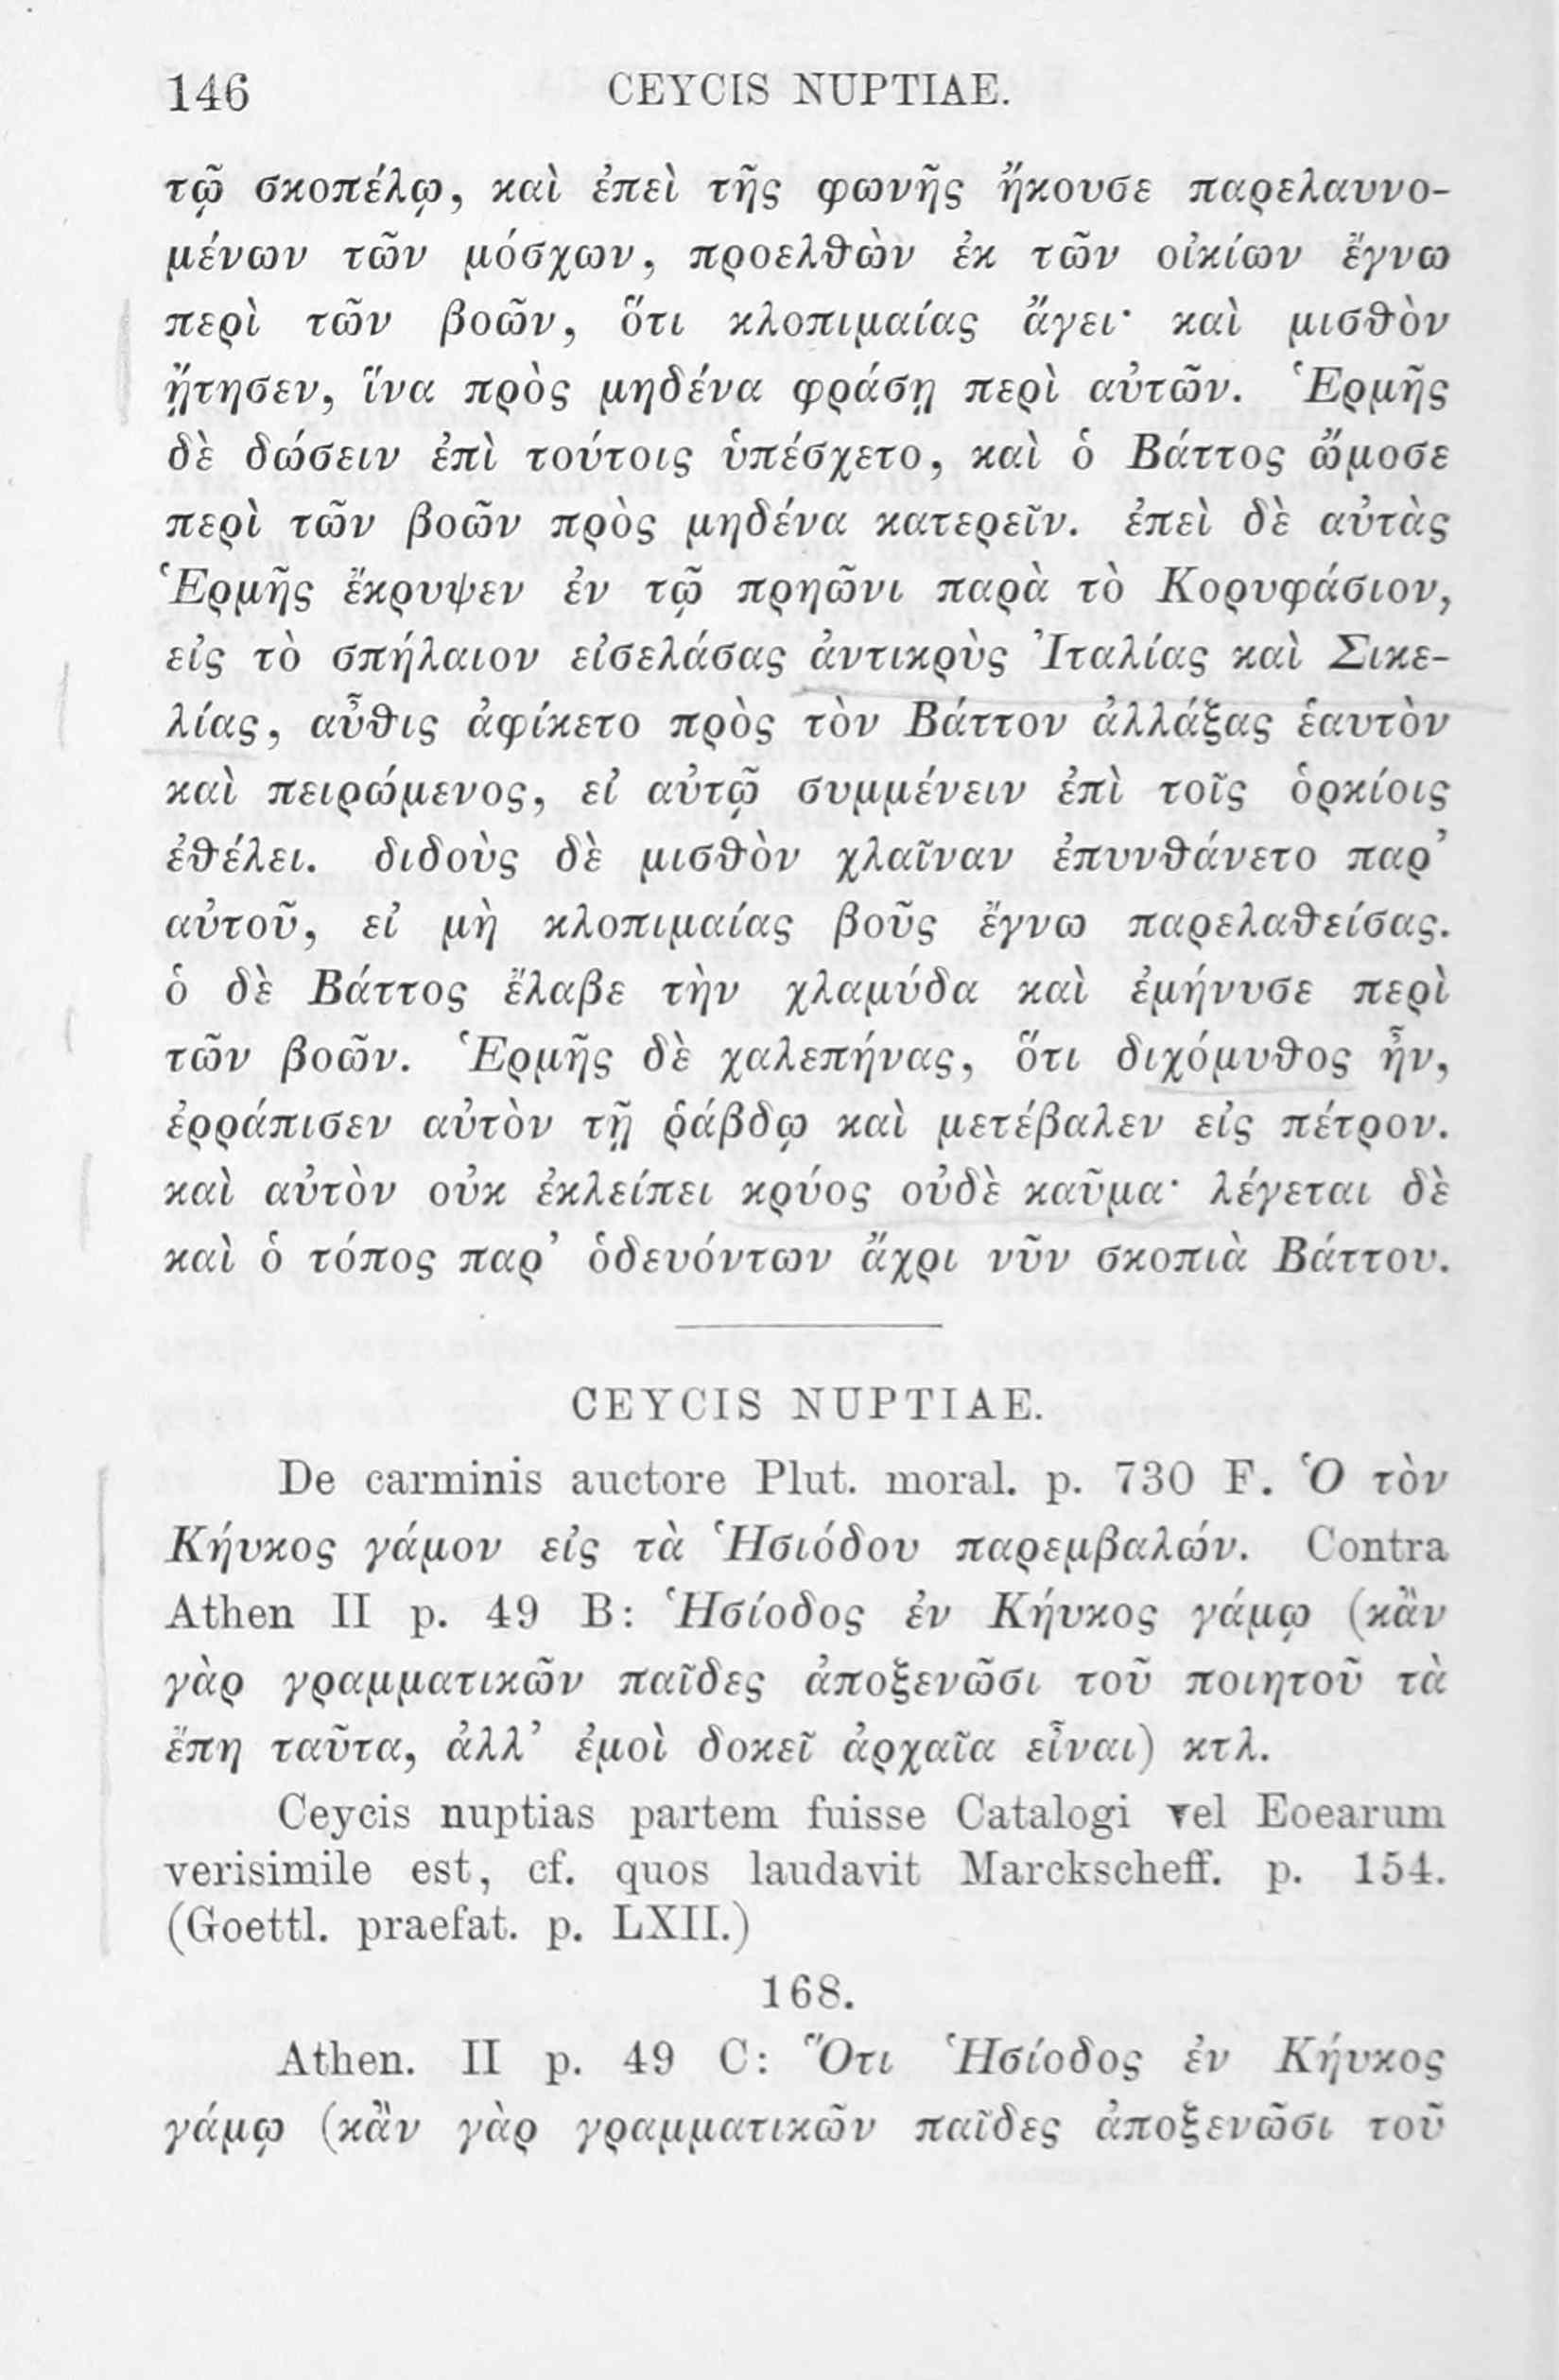 146 CEYCIS NUPTIAE.
τῷ σκοπέλῳ, καὶ ἐπεὶ τῆς φωνῆς ἤκουσε παρελαυνο-
μένων τῶν μόσχων, προελθὼν ἐκ τῶν οἰκίων ἔγνω
περὶ τῶν βοῶν, ὅτι κλοπιμαίας ἄγει· καὶ μισθὸν
ᾔτησεν, ἵνα πρὸς μηδένα φράσῃ περὶ αὐτῶν. Ἑρμῆς
δὲ δώσειν ἐπὶ τούτοις ὑπέσχετο, καὶ ὁ Βάττος ὤμοσε
περὶ τῶν βοῶν πρὸς μηδένα κατερεῖν. ἐπεὶ δὲ αὐτὰς
Ἑρμῆς ἔκρυψεν ἐν τῷ πρηῶνι παρὰ τὸ Κορυφάσιον,
εἰς τὸ σπήλαιον εἰσελάσας ἀντικρὺς Ἰταλίας καὶ Σικε-
λίας, αὖθις ἀφίκετο πρὸς τὸν Βάττον ἀλλάξας ἑαυτὸν
καὶ πειρώμενος, εἰ αὐτῷ συμμένειν ἐπὶ τοῖς ὁρκίοις
ἐθέλει. διδοὺς δὲ μισθὸν χλαῖναν ἐπυνθάνετο παρ’
αὐτοῦ, εἰ μὴ κλοπιμαίας βοῦς ἔγνω παρελαθείσας.
ὁ δὲ Βάττος ἔλαβε τὴν χλαμύδα καὶ ἐμήνυσε περὶ
τῶν βοῶν. Ἑρμῆς δὲ χαλεπήνας, ὅτι διχόμυθος ἦν,
ἐρράπισεν αὐτὸν τῇ ῥάβδῳ καὶ μετέβαλεν εἰς πέτρον.
καὶ αὐτὸν οὐκ ἐκλείπει κρύος οὐδὲ καῦμα· λέγεται δὲ
καὶ ὁ τόπος παρ’ ὁδευόντων ἄχρι νῦν σκοπιὰ Βάττου.
CEYCIS NUPTIAE.
De carminis auctore Plut. moral. p. 730 F. Ὁ τὸν
Κήυκος γάμον εἰς τὰ Ἡσιόδου παρεμβαλών. Contra
Athen II p. 49 B: Ἡσίοδος ἐν Κήυκος γάμῳ (κἂν
γὰρ γραμματικῶν παῖδες ἀποξενῶσι τοῦ ποιητοῦ τὰ
ἔπη ταῦτα, ἀλλ’ ἐμοὶ δοκεῖ ἀρχαῖα εἶναι) κτλ.
Ceycis nuptias partem fuisse Catalogi vel Eoearum
verisimile est, cf. quos laudavit Marckscheff. p. 154.
(Goettl. praefat. p. LXII.)
168.
Athen. II p. 49 C: Ὅτι Ἡσίοδος ἐν Κήυκος
γάμῳ (κἂν γὰρ γραμματικῶν παῖδες ἀποξενῶσι τοῦ